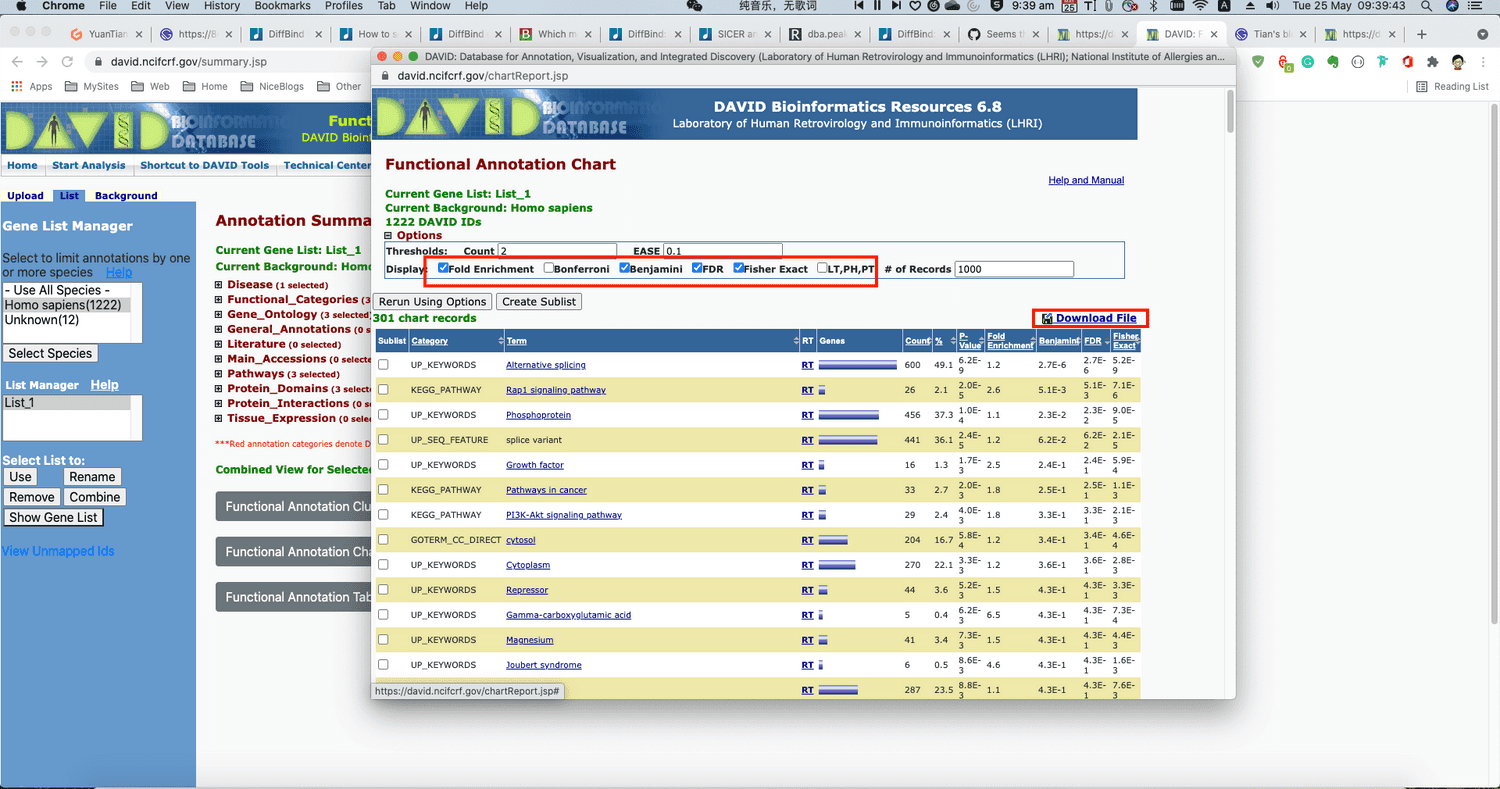 Chrome File Edit View History Bookmarks Profiles Tab Window Help 纯音乐，无歌词 9:39 am Tue 25 May 09:39:43
YuanTian https://8 DiffBind How to s DiffBind Which m DiffBind: SICER an dba.peak DiffBind: Seems th https://d DAVID: F Tian's bl https://d
david.ncifcrf.gov/summary.jsp
Apps MySites Web Home NiceBlogs Other Reading List
DAVID BIOINFORMATICS DATABASE
Func
DAVID Bioin
Home Start Analysis Shortcut to DAVID Tools Technical Center
Upload List Background
Gene List Manager
Select to limit annotations by one
or more species Help
- Use All Species -
Homo sapiens(1222)
Unknown(12)
Select Species
List Manager Help
List_1
Select List to:
Use Rename
Remove Combine
Show Gene List
View Unmapped Ids
Annotation Summa
Current Gene List: List_1
Current Background: Homo
Disease (1 selected)
Functional_Categories (3
Gene_Ontology (3 selected
General_Annotations (0 s
Literature (0 selected)
Main_Accessions (0 selecte
Pathways (3 selected)
Protein_Domains (3 selec
Protein_Interactions (0 s
Tissue_Expression (0 sele
***Red annotation categories denote D
Combined View for Selected
Functional Annotation Clu
Functional Annotation Cha
Functional Annotation Tab
DAVID: Database for Annotation, Visualization, and Integrated Discovery (Laboratory of Human Retrovirology and Immunoinformatics (LHRI); National Institute of Allergies an...
david.ncifcrf.gov/chartReport.jsp
DAVID BIOINFORMATICS DATABASE
DAVID Bioinformatics Resources 6.8
Laboratory of Human Retrovirology and Immunoinformatics (LHRI)
Functional Annotation Chart
Help and Manual
Current Gene List: List_1
Current Background: Homo sapiens
1222 DAVID IDs
Options
Thresholds: Count 2 EASE 0.1
Display: Fold Enrichment Bonferroni Benjamini FDR Fisher Exact LT,PH,PT # of Records 1000
Rerun Using Options Create Sublist
301 chart records Download File
Sublist Category Term RT Genes Count % P-Value Fold Enrichment Benjamini FDR Fisher Exact
UP_KEYWORDS Alternative splicing RT 600 49.1 6.2E-9 1.2 2.7E-6 2.7E-6 5.2E-9
KEGG_PATHWAY Rap1 signaling pathway RT 26 2.1 2.0E-5 2.6 5.1E-3 5.1E-3 7.1E-6
UP_KEYWORDS Phosphoprotein RT 456 37.3 1.0E-4 1.1 2.3E-2 2.3E-2 9.0E-5
UP_SEQ_FEATURE splice variant RT 441 36.1 2.4E-5 1.2 6.2E-2 6.2E-2 2.1E-5
UP_KEYWORDS Growth factor RT 16 1.3 1.7E-3 2.5 2.4E-1 2.4E-1 5.9E-4
KEGG_PATHWAY Pathways in cancer RT 33 2.7 2.0E-3 1.8 2.5E-1 2.5E-1 1.1E-3
KEGG_PATHWAY PI3K-Akt signaling pathway RT 29 2.4 4.0E-3 1.8 3.3E-1 3.3E-1 2.1E-3
GOTERM_CC_DIRECT cytosol RT 204 16.7 5.8E-4 1.2 3.4E-1 3.4E-1 4.6E-4
UP_KEYWORDS Cytoplasm RT 270 22.1 3.3E-3 1.2 3.6E-1 3.6E-1 2.8E-3
UP_KEYWORDS Repressor RT 44 3.6 5.2E-3 1.5 4.3E-1 4.3E-1 3.3E-3
UP_KEYWORDS Gamma-carboxyglutamic acid RT 5 0.4 6.2E-3 6.5 4.3E-1 4.3E-1 7.3E-4
UP_KEYWORDS Magnesium RT 41 3.4 7.3E-3 1.5 4.3E-1 4.3E-1 4.4E-3
UP_KEYWORDS Joubert syndrome RT 6 0.5 8.6E-3 4.6 4.3E-1 4.3E-1 1.6E-3
RT 287 23.5 8.8E-3 1.1 4.3E-1 4.3E-1 7.6E-3
https://david.ncifcrf.gov/chartReport.jsp#